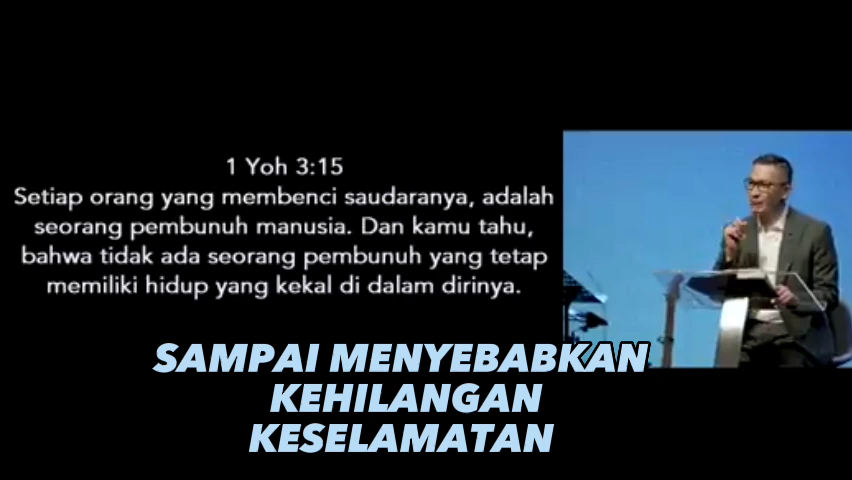 1 Yoh 3:15
Setiap orang yang membenci saudaranya, adalah
seorang pembunuh manusia. Dan kamu tahu,
bahwa tidak ada seorang pembunuh yang tetap
memiliki hidup yang kekal di dalam dirinya.
SAMPAI MENYEBABKAN
KEHILANGAN
KESELAMATAN